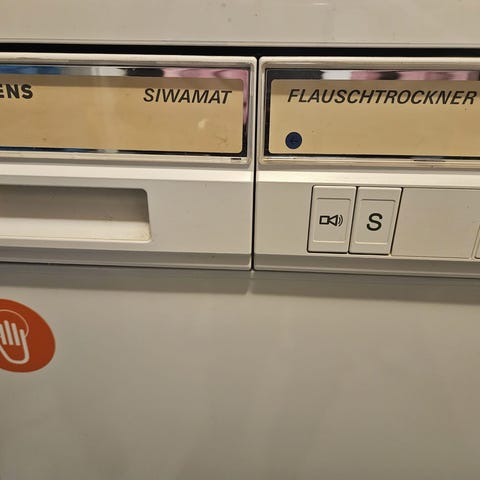 ENS SIWAMAT
FLAUSCHTROCKNER
S